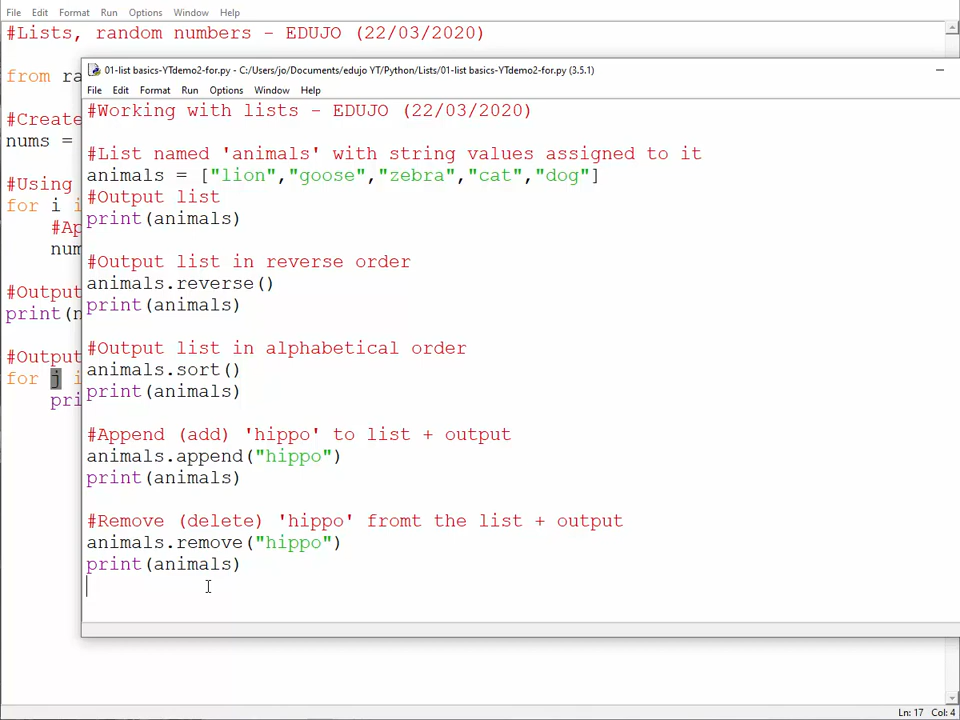 File Edit Format Run Options Window Help
#Lists, random numbers - EDUJO (22/03/2020)
from ra
#Create
nums =
#Using
for i i
#Ap
num
#Output
print(n
#Output
for j i
pri
01-list basics-YTdemo2-for.py - C:/Users/jo/Documents/edujo YT/Python/Lists/01-list basics-YTdemo2-for.py (3.5.1)
File Edit Format Run Options Window Help
#Working with lists - EDUJO (22/03/2020)
#List named 'animals' with string values assigned to it
animals = ["lion","goose","zebra","cat","dog"]
#Output list
print(animals)
#Output list in reverse order
animals.reverse()
print(animals)
#Output list in alphabetical order
animals.sort()
print(animals)
#Append (add) 'hippo' to list + output
animals.append("hippo")
print(animals)
#Remove (delete) 'hippo' fromt the list + output
animals.remove("hippo")
print(animals)
Ln: 17 Col: 4